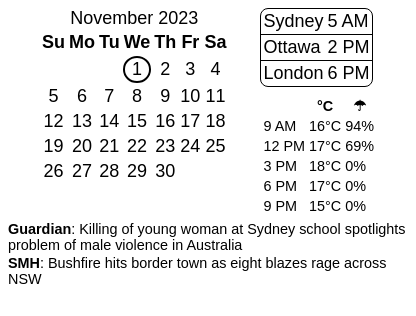 November 2023
Su Mo Tu We Th Fr Sa
1 2 3 4
5 6 7 8 9 10 11
12 13 14 15 16 17 18
19 20 21 22 23 24 25
26 27 28 29 30
Sydney 5 AM
Ottawa 2 PM
London 6 PM
°C ☂
9 AM 16°C 94%
12 PM 17°C 69%
3 PM 18°C 0%
6 PM 17°C 0%
9 PM 15°C 0%
Guardian: Killing of young woman at Sydney school spotlights
problem of male violence in Australia
SMH: Bushfire hits border town as eight blazes rage across
NSW